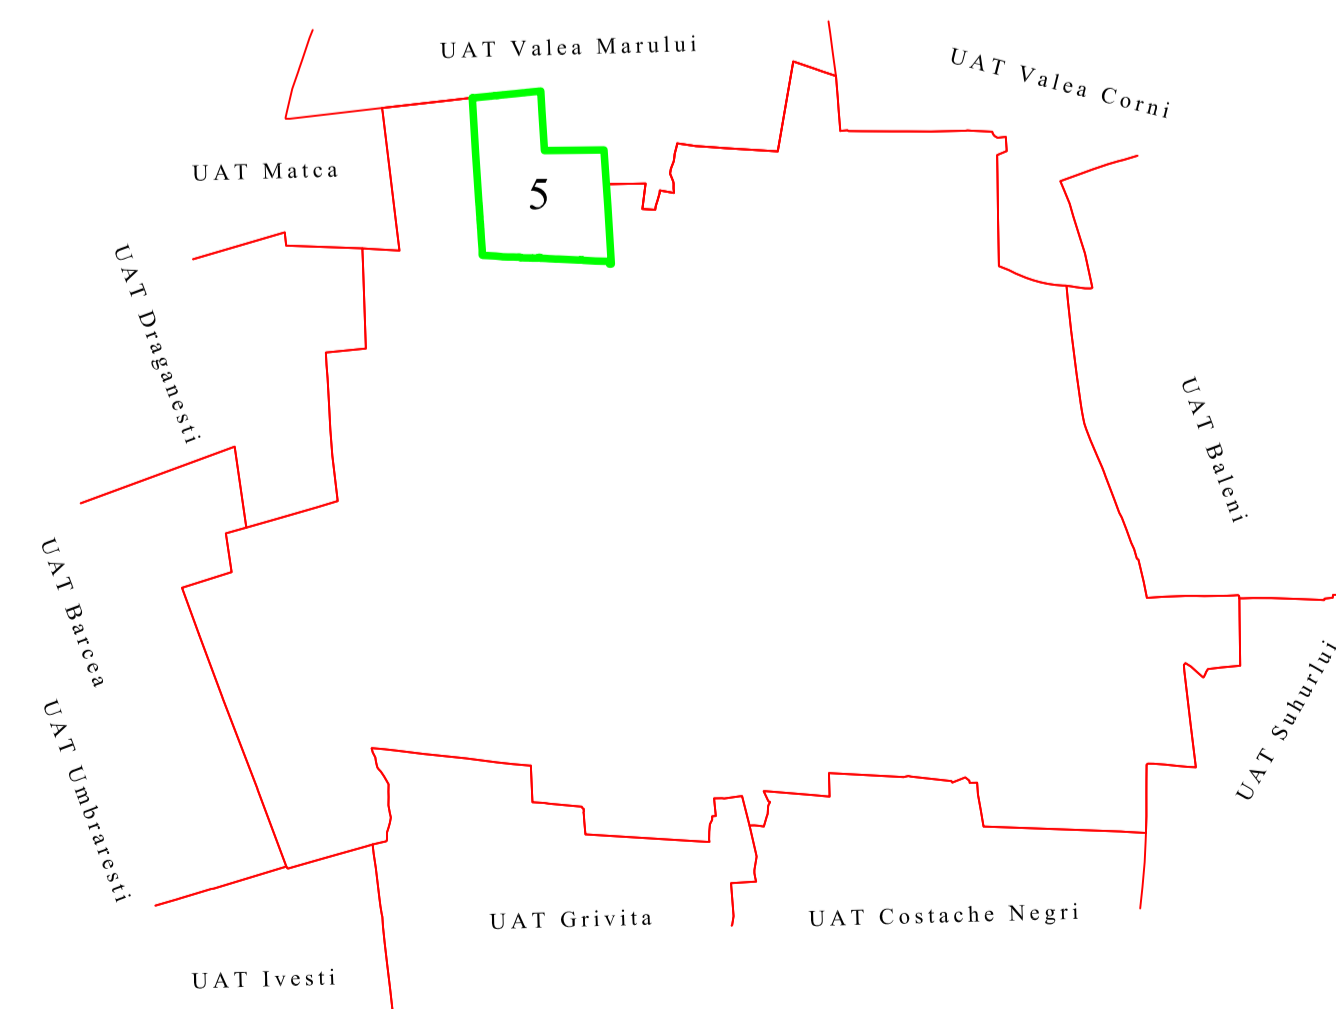 UAT Valea Marului
UAT Valea Corni
UAT Matca
5
UAT Draganesti
UAT Baleni
UAT Barcea
UAT Suhurlui
UAT Umbraresti
UAT Grivita
UAT Costache Negri
UAT Ivesti